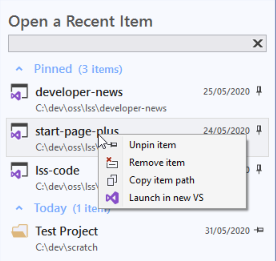 Open a Recent Item
Pinned (3 items)
developer-news 25/05/2020
C:\dev\oss\lss\developer-news
start-page-plus 24/05/2020
C:\dev\oss\lss
Unpin item
Remove item
Copy item path
Launch in new VS
lss-code
C:\dev\oss\lss
Today (1 item)
Test Project 31/05/2020
C:\dev\scratch